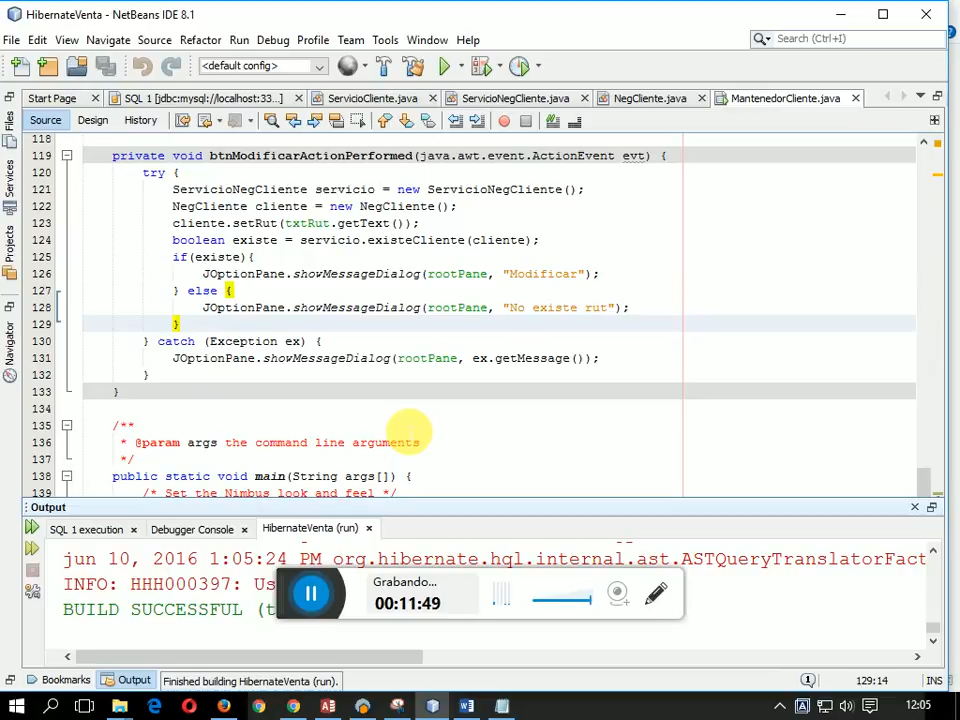 HibernateVenta - NetBeans IDE 8.1
File Edit View Navigate Source Refactor Run Debug Profile Team Tools Window Help
Search (Ctrl+I)
<default config>
Start Page SQL 1 [jdbc:mysql://localhost:33... ServicioCliente.java ServicioNegCliente.java NegCliente.java MantenedorCliente.java
Source Design History
118
119 private void btnModificarActionPerformed(java.awt.event.ActionEvent evt) {
120 try {
121 ServicioNegCliente servicio = new ServicioNegCliente();
122 NegCliente cliente = new NegCliente();
123 cliente.setRut(txtRut.getText());
124 boolean existe = servicio.existeCliente(cliente);
125 if(existe){
126 JOptionPane.showMessageDialog(rootPane, "Modificar");
127 } else {
128 JOptionPane.showMessageDialog(rootPane, "No existe rut");
129 }
130 } catch (Exception ex) {
131 JOptionPane.showMessageDialog(rootPane, ex.getMessage());
132 }
133 }
134
135 /**
136 * @param args the command line arguments
137 */
138 public static void main(String args[]) {
139 /* Set the Nimbus look and feel */
Files
Services
Projects
Navigator
Output
SQL 1 execution Debugger Console HibernateVenta (run)
jun 10, 2016 1:05:24 PM org.hibernate.hql.internal.ast.ASTQueryTranslatorFact
INFO: HHH000397: Us
BUILD SUCCESSFUL (t
Grabando...
00:11:49
Bookmarks Output Finished building HibernateVenta (run). 129:14 INS
12:05